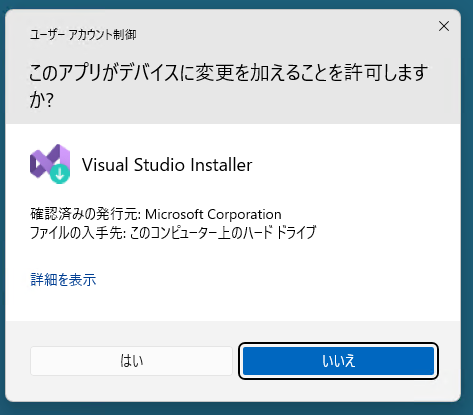 ユーザー アカウント制御
このアプリがデバイスに変更を加えることを許可します
か?
Visual Studio Installer
確認済みの発行元: Microsoft Corporation
ファイルの入手先: このコンピューター上のハード ドライブ
詳細を表示
はい
いいえ